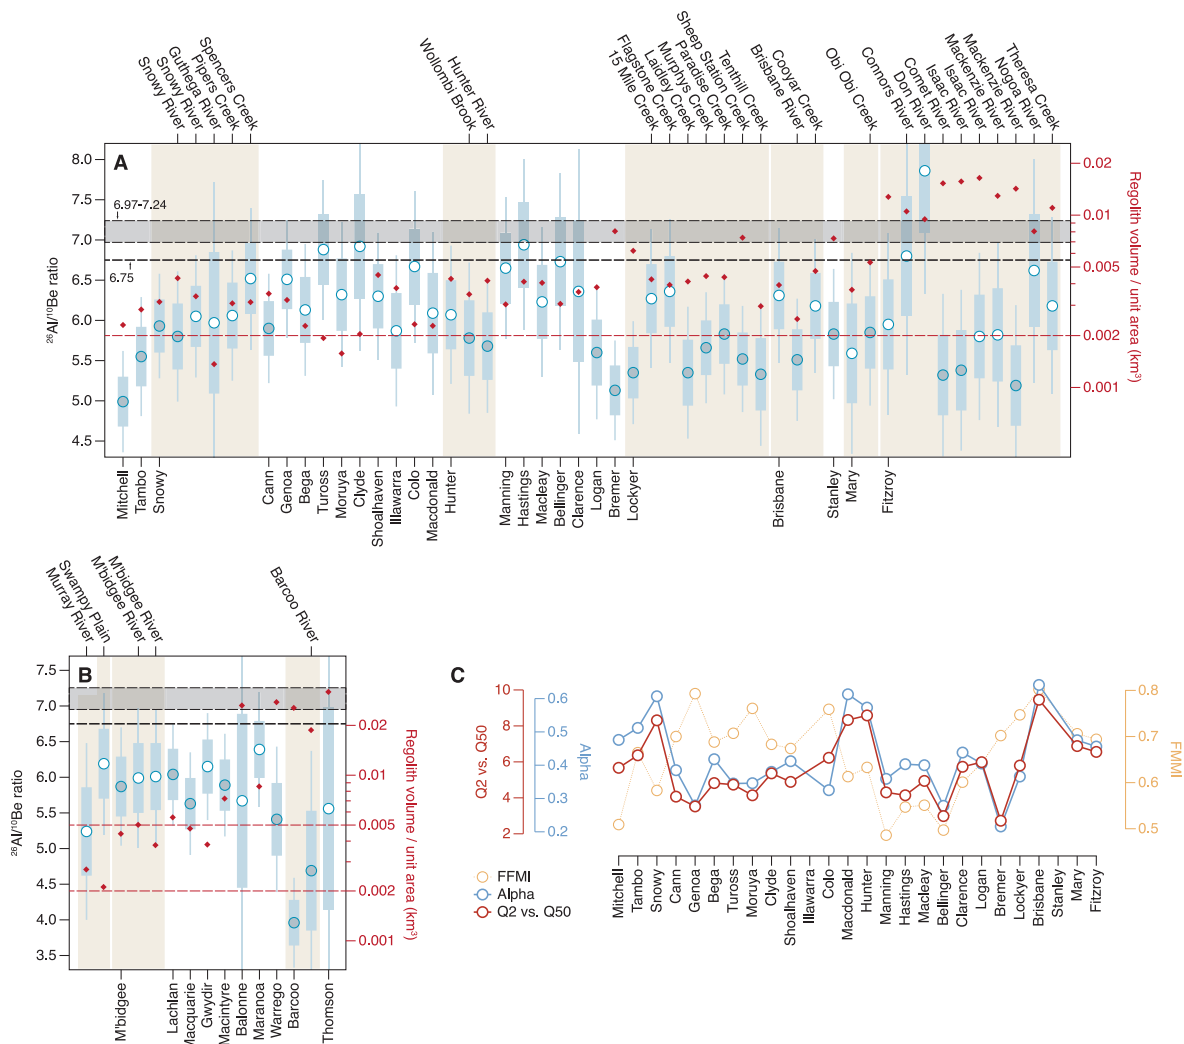 Snowy River
Snowy River
Guthega River
Pipers Creek
Spencers Creek
Wollombi Brook
Hunter River
15 Mile Creek
Flagstone Creek
Laidley Creek
Murphys Creek
Paradise Creek
Sheep Station Creek
Tenthill Creek
Brisbane River
Cooyar Creek
Obi Obi Creek
Connors River
Don River
Comet River
Isaac River
Isaac River
Mackenzie River
Mackenzie River
Nogoa River
Theresa Creek
A
8.0
7.5
7.0
6.5
6.0
5.5
5.0
4.5
26Al/10Be ratio
6.97-7.24
6.75
0.02
0.01
0.005
0.002
0.001
Regolith volume / unit area (km3)
Mitchell
Tambo
Snowy
Cann
Genoa
Bega
Tuross
Moruya
Clyde
Shoalhaven
Illawarra
Colo
Macdonald
Hunter
Manning
Hastings
Macleay
Bellinger
Clarence
Logan
Bremer
Lockyer
Brisbane
Stanley
Mary
Fitzroy
Murray River
Swampy Plain
M'bidgee River
M'bidgee River
Barcoo River
B
7.5
7.0
6.5
6.0
5.5
5.0
4.5
4.0
3.5
26Al/10Be ratio
0.02
0.01
0.005
0.002
0.001
Regolith volume / unit area (km3)
M'bidgee
Lachlan
Macquarie
Gwydir
Macintyre
Balonne
Maranoa
Warrego
Barcoo
Thomson
C
10
8
6
4
2
Q2 vs. Q50
0.6
0.5
0.4
0.3
0.2
Alpha
0.8
0.7
0.6
0.5
FMMI
FFMI
Alpha
Q2 vs. Q50
Mitchell
Tambo
Snowy
Cann
Genoa
Bega
Tuross
Moruya
Clyde
Shoalhaven
Illawarra
Colo
Macdonald
Hunter
Manning
Hastings
Macleay
Bellinger
Clarence
Logan
Bremer
Lockyer
Brisbane
Stanley
Mary
Fitzroy